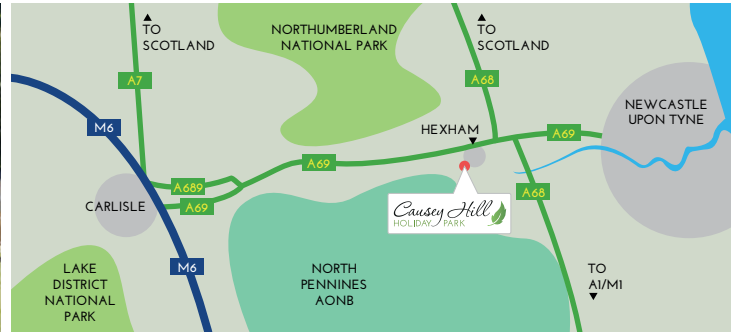 TO
SCOTLAND
NORTHUMBERLAND
NATIONAL PARK
TO
SCOTLAND
A7
A68
NEWCASTLE
UPON TYNE
M6
HEXHAM
A69
A69
A689
A69
A68
CARLISLE
Causey Hill
HOLIDAY PARK
M6
LAKE
DISTRICT
NATIONAL
PARK
NORTH
PENNINES
AONB
TO
A1/M1